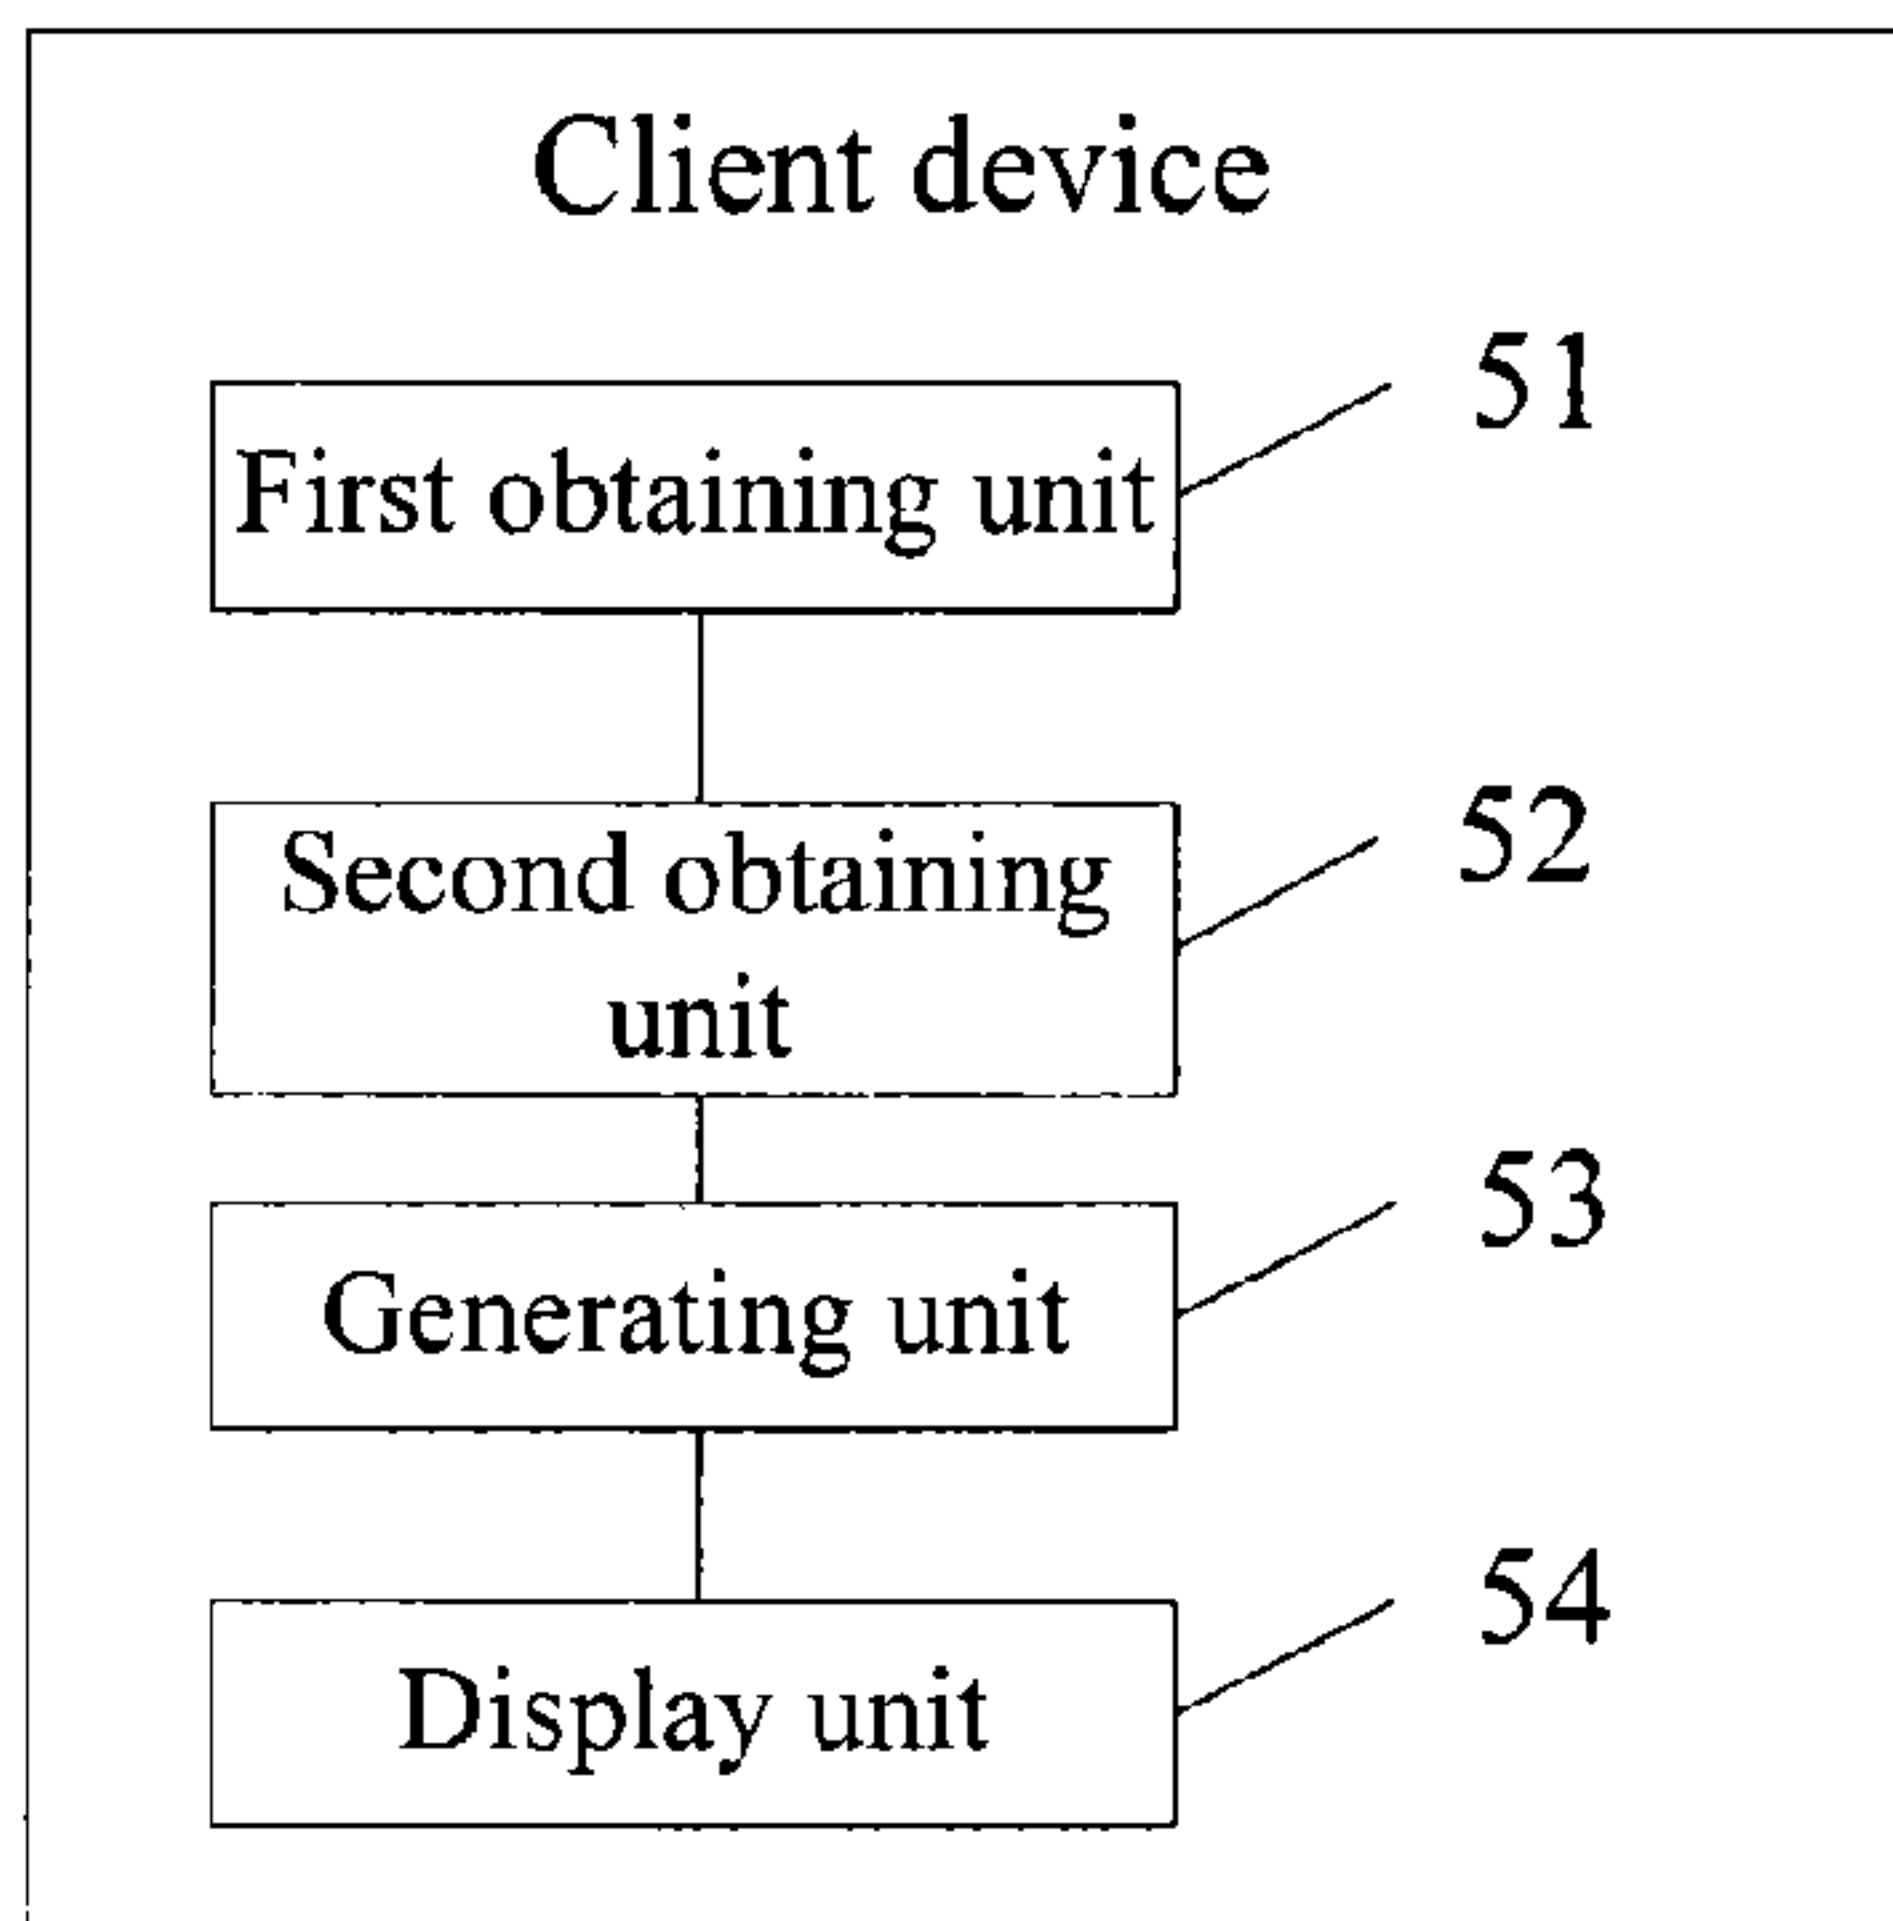 Client device
51
First obtaining unit
52
Second obtaining
unit
53
Generating unit
54
Display unit